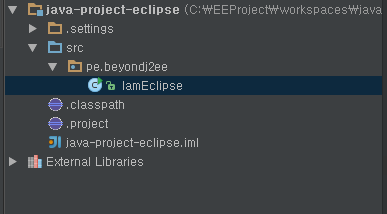 java-project-eclipse (C:₩EEProject₩workspaces₩java
.settings
src
pe.beyondj2ee
IamEclipse
.classpath
.project
java-project-eclipse.iml
External Libraries